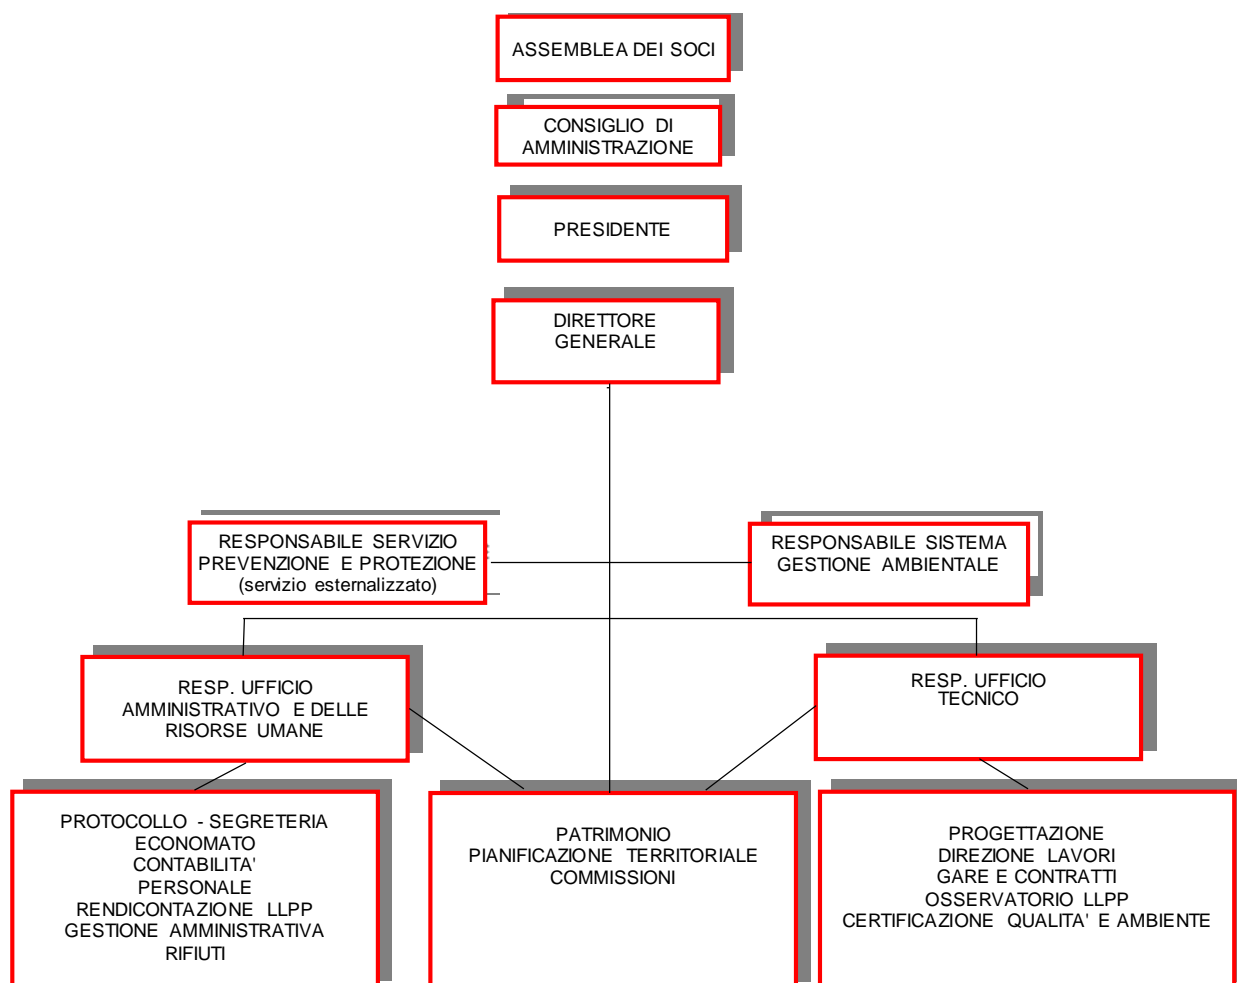 ASSEMBLEA DEI SOCI
CONSIGLIO DI
AMMINISTRAZIONE
PRESIDENTE
DIRETTORE
GENERALE
RESPONSABILE SERVIZIO
PREVENZIONE E PROTEZIONE
(servizio esternalizzato)
RESPONSABILE SISTEMA
GESTIONE AMBIENTALE
RESP. UFFICIO
AMMINISTRATIVO E DELLE
RISORSE UMANE
RESP. UFFICIO
TECNICO
PROTOCOLLO - SEGRETERIA
ECONOMATO
CONTABILITA'
PERSONALE
RENDICONTAZIONE LLPP
GESTIONE AMMINISTRATIVA
RIFIUTI
PATRIMONIO
PIANIFICAZIONE TERRITORIALE
COMMISSIONI
PROGETTAZIONE
DIREZIONE LAVORI
GARE E CONTRATTI
OSSERVATORIO LLPP
CERTIFICAZIONE QUALITA' E AMBIENTE